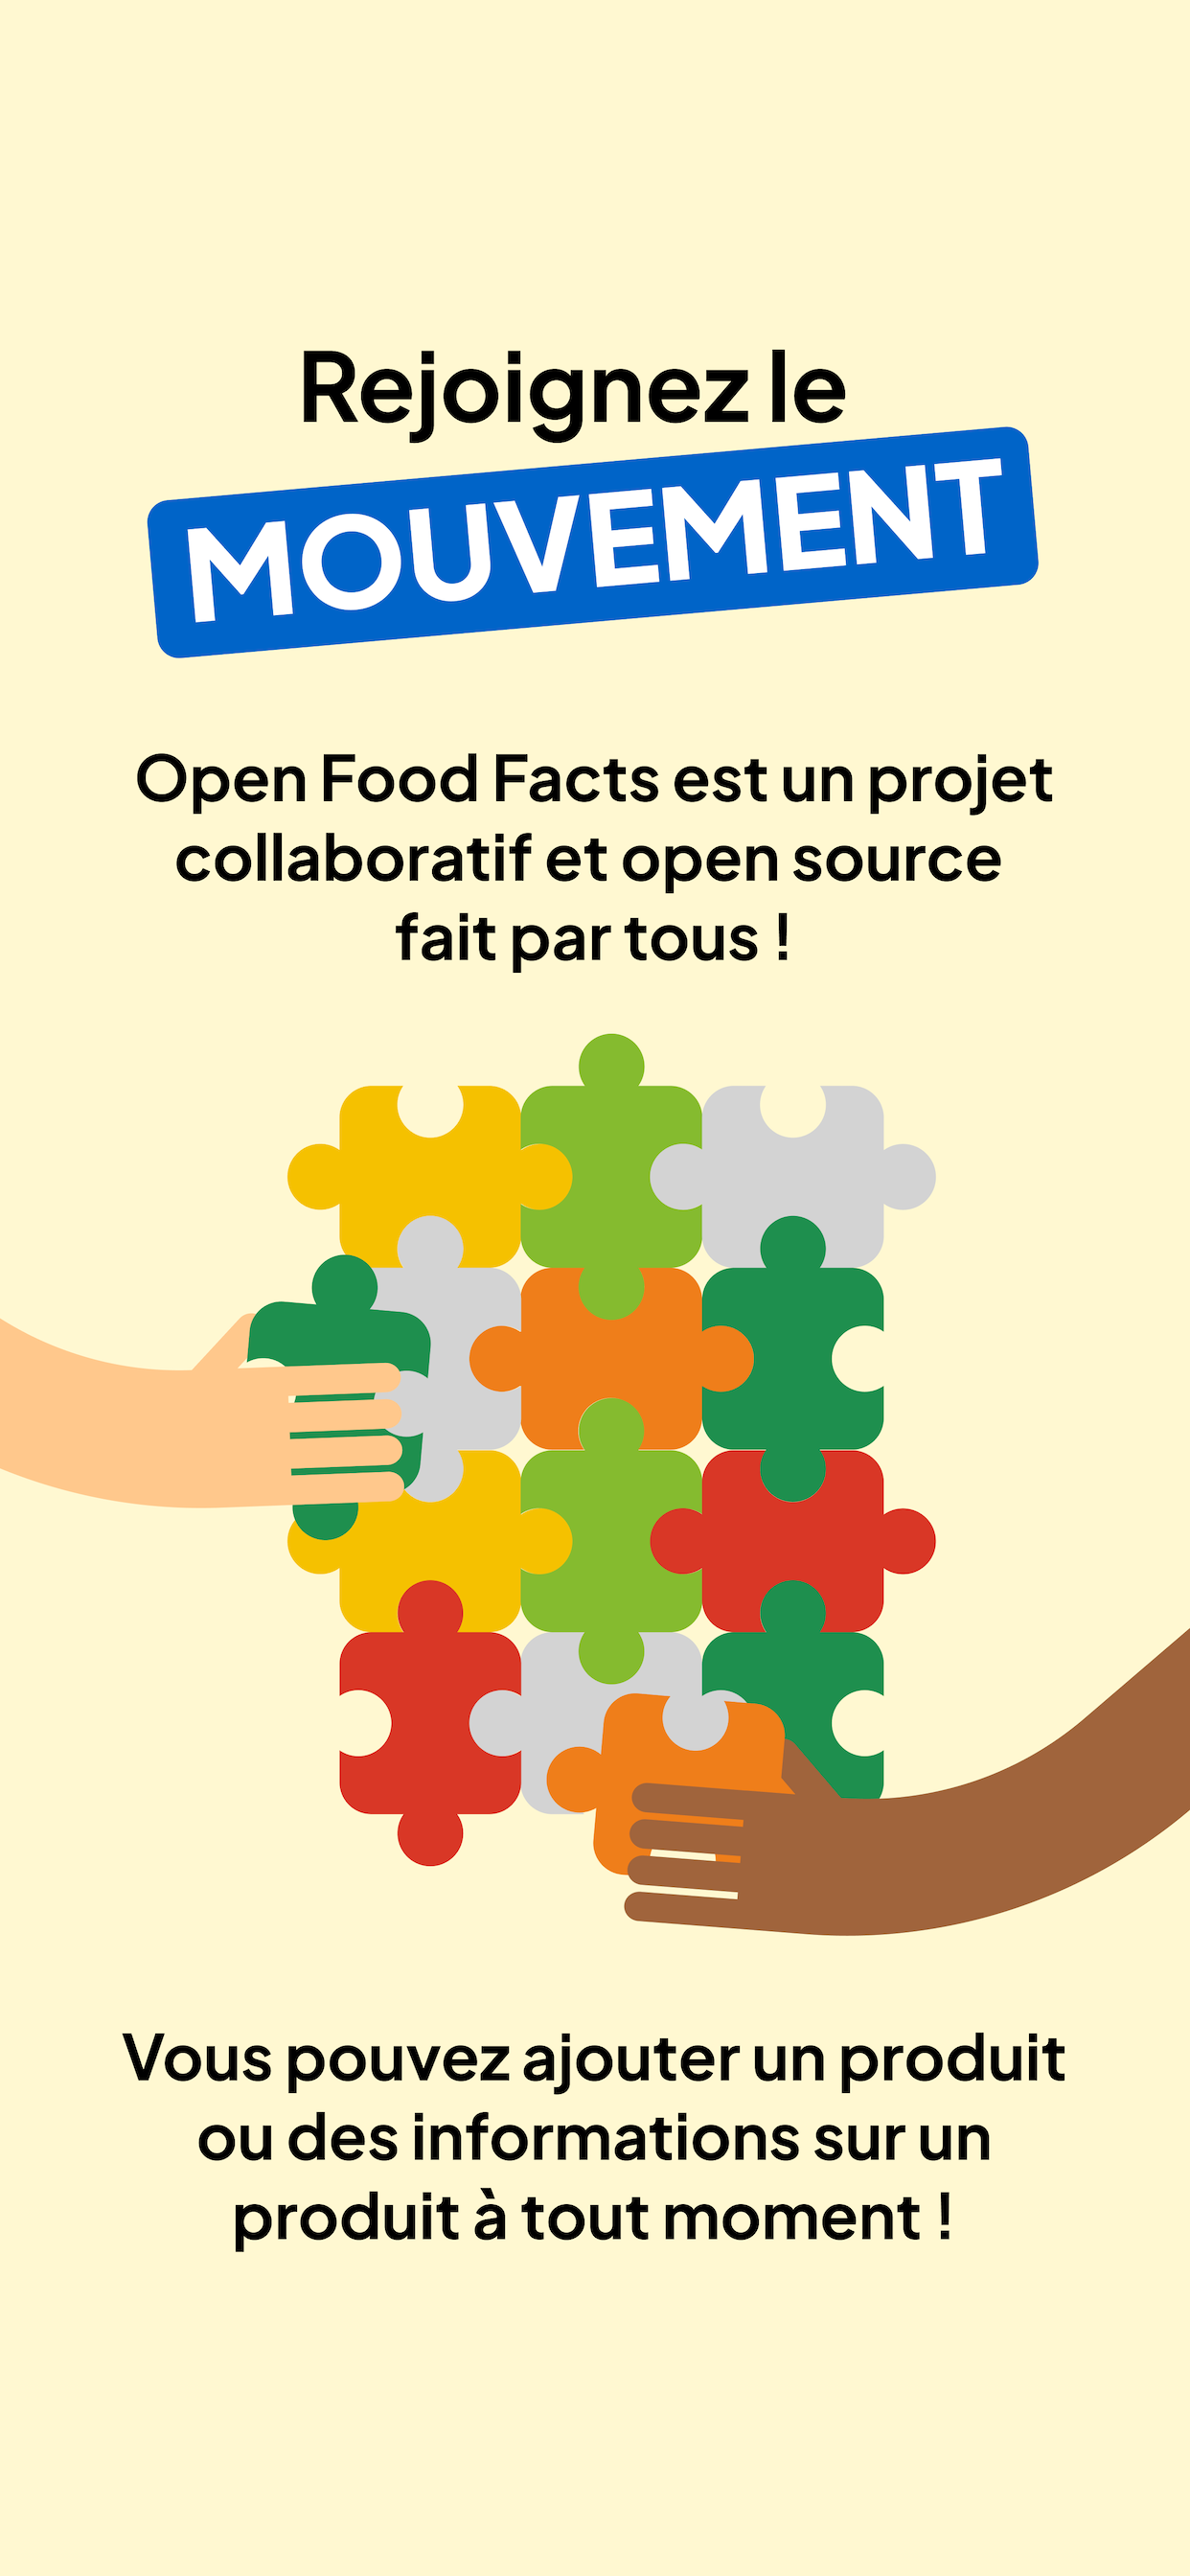 Rejoignez le
MOUVEMENT
Open Food Facts est un projet
collaboratif et open source
fait par tous !
Vous pouvez ajouter un produit
ou des informations sur un
produit à tout moment !